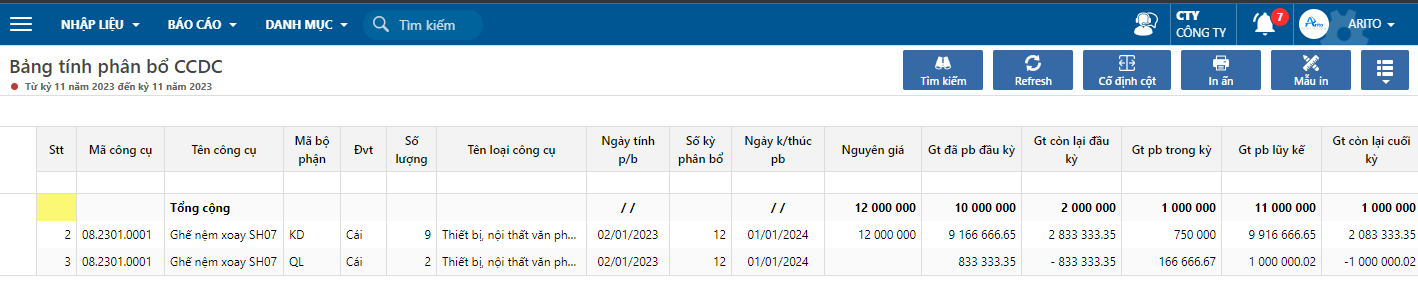 NHẬP LIỆU BÁO CÁO DANH MỤC Tìm kiếm CTY CÔNG TY 7 Arito ARITO
Bảng tính phân bổ CCDC
Từ kỳ 11 năm 2023 đến kỳ 11 năm 2023
Tìm kiếm Refresh Cố định cột In ấn Mẫu in
Stt Mã công cụ Tên công cụ Mã bộ phận Đvt Số lượng Tên loại công cụ Ngày tính p/b Số kỳ phân bổ Ngày k/thúc pb Nguyên giá Gt đã pb đầu kỳ Gt còn lại đầu kỳ Gt pb trong kỳ Gt pb lũy kế Gt còn lại cuối kỳ
Tổng cộng / / / / 12 000 000 10 000 000 2 000 000 1 000 000 11 000 000 1 000 000
2 08.2301.0001 Ghế nệm xoay SH07 KD Cái 9 Thiết bị, nội thất văn ph... 02/01/2023 12 01/01/2024 12 000 000 9 166 666.65 2 833 333.35 750 000 9 916 666.65 2 083 333.35
3 08.2301.0001 Ghế nệm xoay SH07 QL Cái 2 Thiết bị, nội thất văn ph... 02/01/2023 12 01/01/2024 833 333.35 - 833 333.35 166 666.67 1 000 000.02 -1 000 000.02